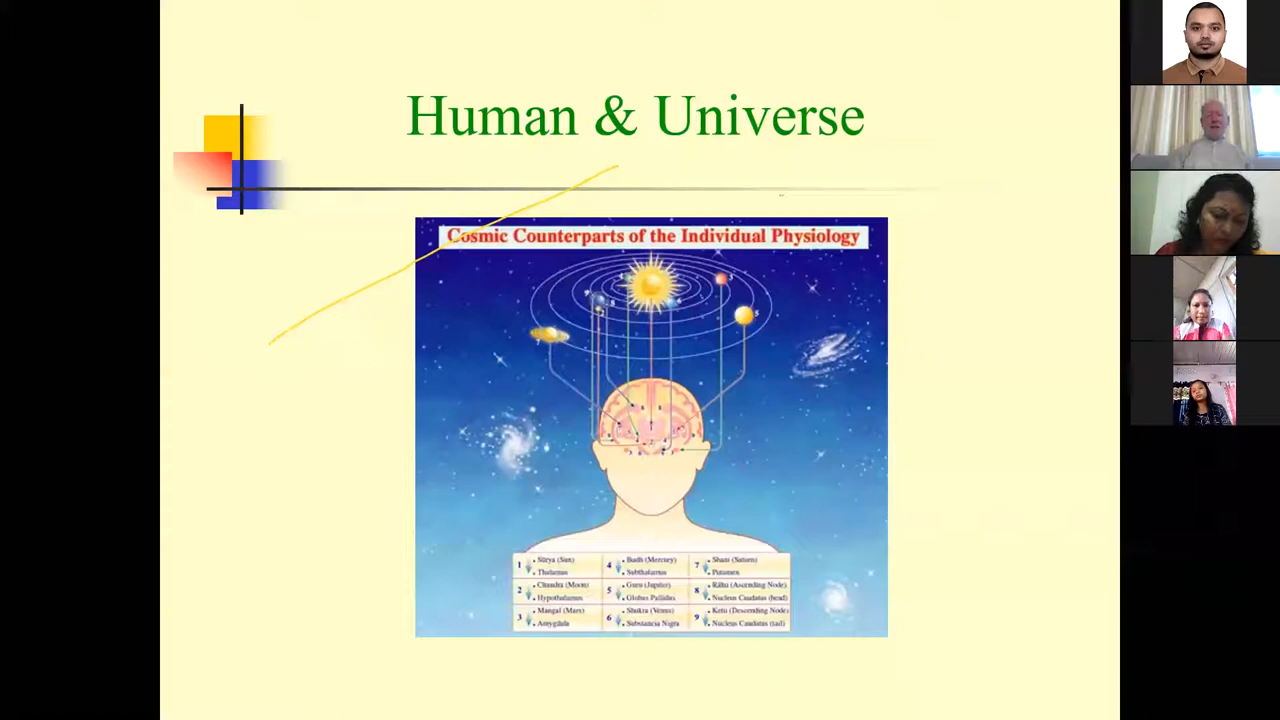 Human & Universe
Cosmic Counterparts of the Individual Physiology
1 Sūrya (Sun)
Thalamus
2 Chandra (Moon)
Hypothalamus
3 Mangal (Mars)
Amygdala
4 Budh (Mercury)
Subthalamus
5 Guru (Jupiter)
Globus Pallidus
6 Shukra (Venus)
Substancia Nigra
7 Shani (Saturn)
Putamen
8 Rāhu (Ascending Node)
Nucleus Caudatus (head)
9 Ketu (Descending Node)
Nucleus Caudatus (tail)